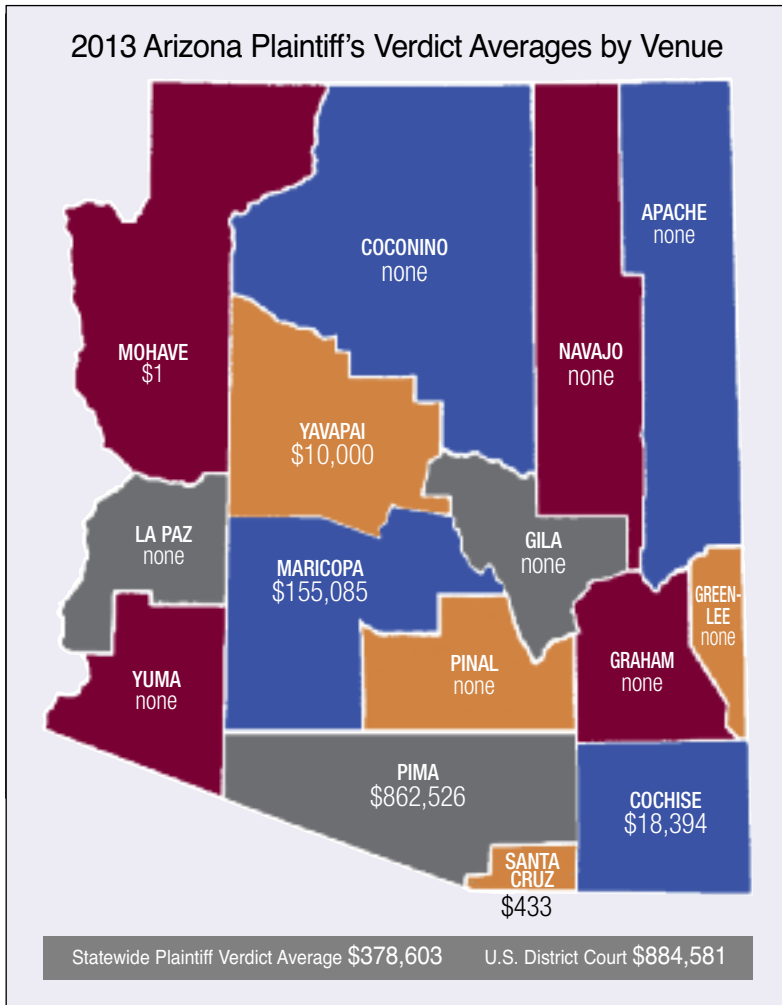 2013 Arizona Plaintiff's Verdict Averages by Venue
APACHE
none
COCONINO
none
MOHAVE
$1
NAVAJO
none
YAVAPAI
$10,000
LA PAZ
none
GILA
none
MARICOPA
$155,085
GREEN-
LEE
none
YUMA
none
PINAL
none
GRAHAM
none
PIMA
$862,526
COCHISE
$18,394
SANTA
CRUZ
$433
Statewide Plaintiff Verdict Average $378,603 U.S. District Court $884,581